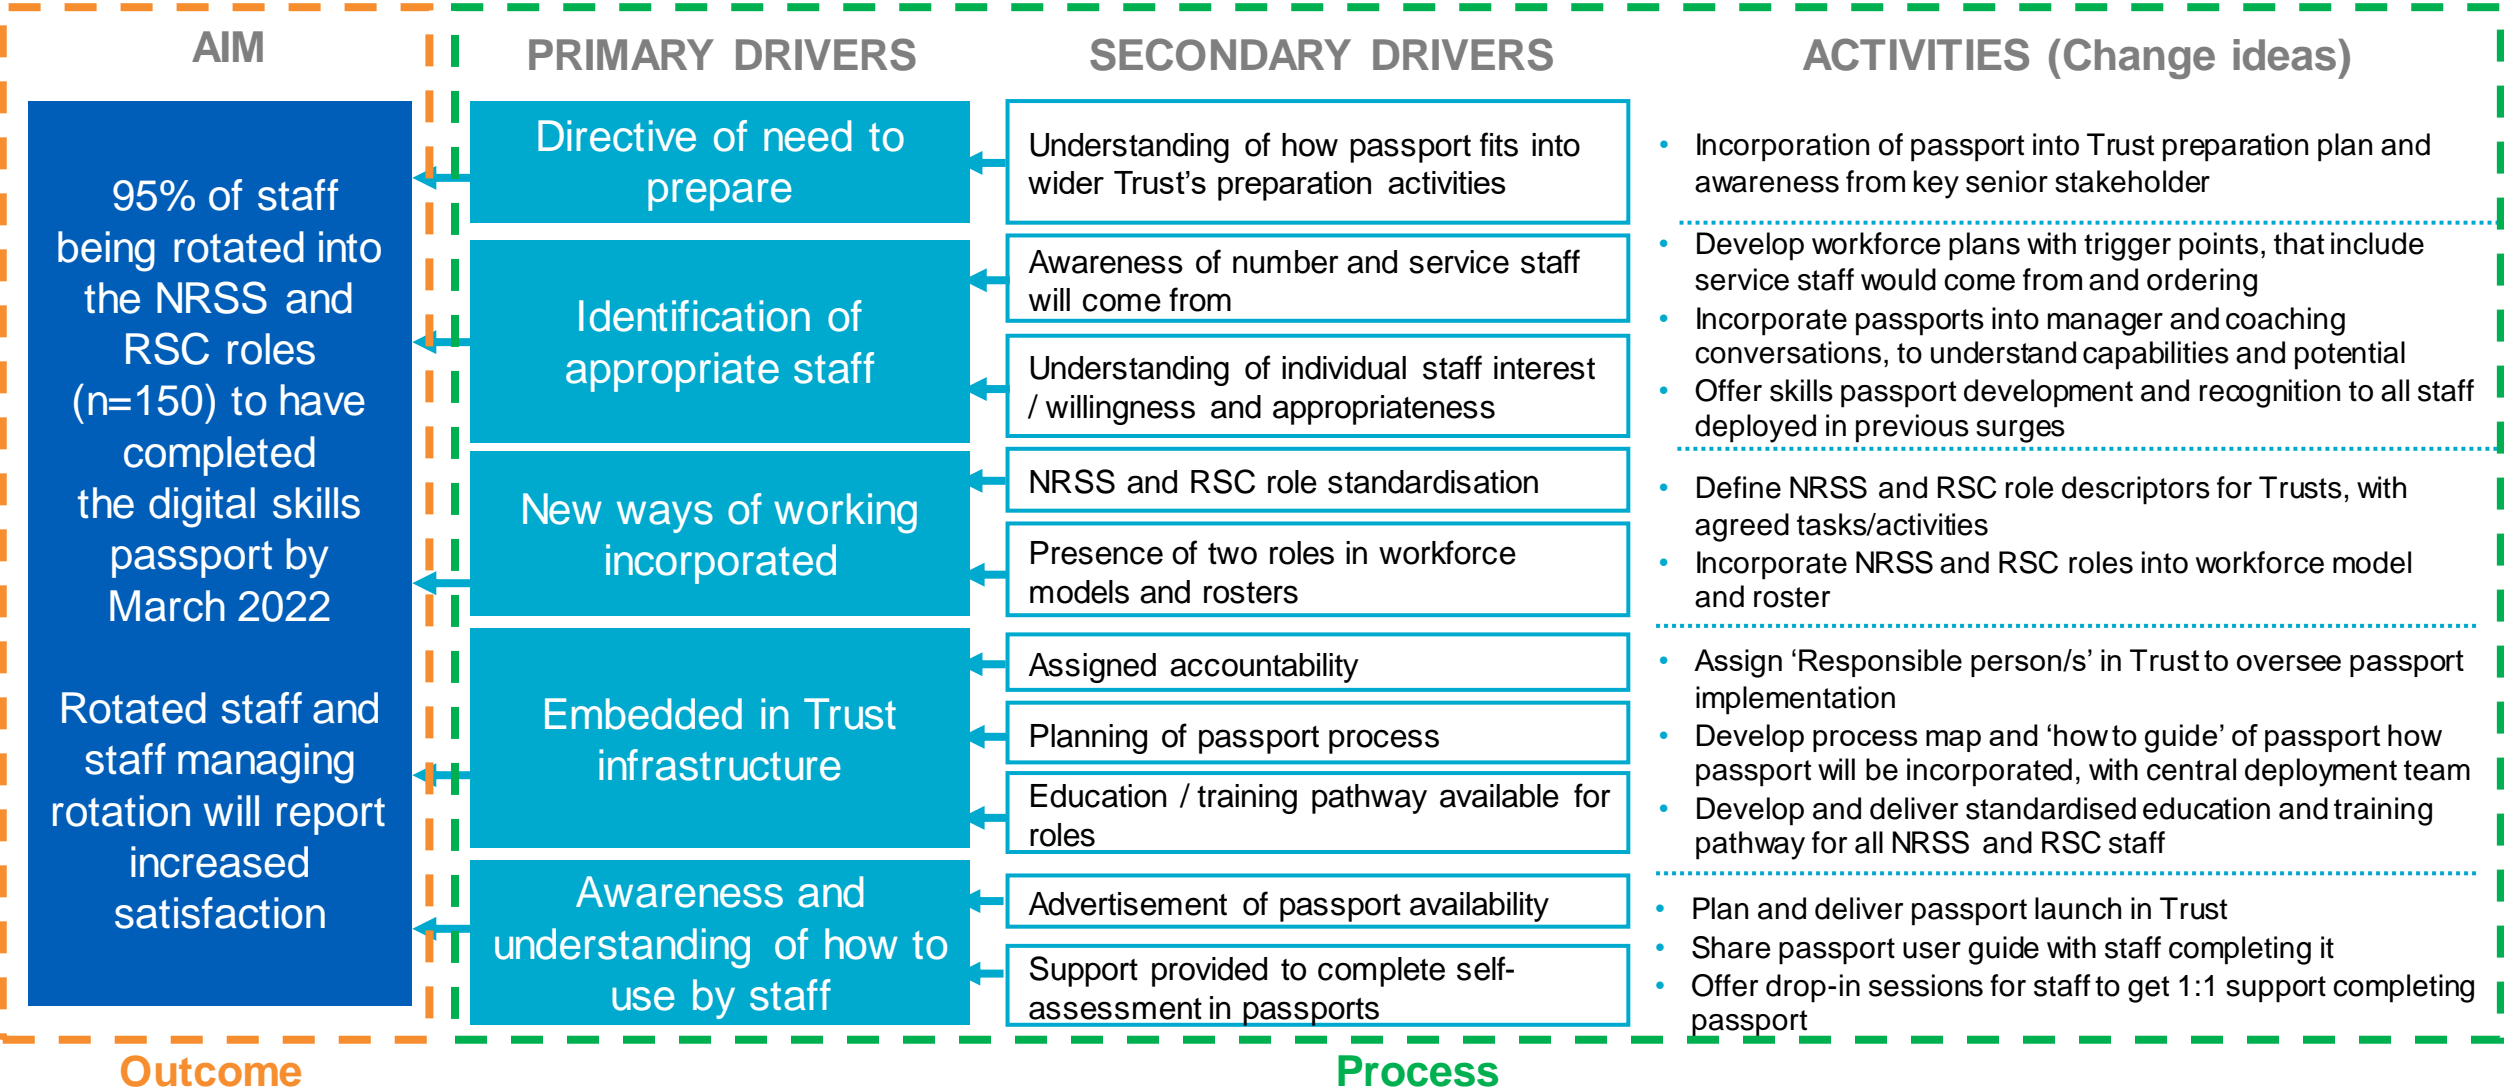 AIM
PRIMARY DRIVERS
SECONDARY DRIVERS
ACTIVITIES (Change ideas)
95% of staff
being rotated into
the NRSS and
RSC roles
(n=150) to have
completed
the digital skills
passport by
March 2022
Rotated staff and
staff managing
rotation will report
increased
satisfaction
Directive of need to
prepare
Identification of
appropriate staff
New ways of working
incorporated
Embedded in Trust
infrastructure
Awareness and
understanding of how to
use by staff
Understanding of how passport fits into
wider Trust's preparation activities
Awareness of number and service staff
will come from
Understanding of individual staff interest
/ willingness and appropriateness
NRSS and RSC role standardisation
Presence of two roles in workforce
models and rosters
Assigned accountability
Planning of passport process
Education / training pathway available for
roles
Advertisement of passport availability
Support provided to complete self-
assessment in passports
• Incorporation of passport into Trust preparation plan and
awareness from key senior stakeholder
• Develop workforce plans with trigger points, that include
service staff would come from and ordering
• Incorporate passports into manager and coaching
conversations, to understand capabilities and potential
• Offer skills passport development and recognition to all staff
deployed in previous surges
• Define NRSS and RSC role descriptors for Trusts, with
agreed tasks/activities
• Incorporate NRSS and RSC roles into workforce model
and roster
• Assign ‘Responsible person/s’ in Trust to oversee passport
implementation
• Develop process map and ‘how to guide’ of passport how
passport will be incorporated, with central deployment team
• Develop and deliver standardised education and training
pathway for all NRSS and RSC staff
• Plan and deliver passport launch in Trust
• Share passport user guide with staff completing it
• Offer drop-in sessions for staff to get 1:1 support completing
passport
Outcome
Process